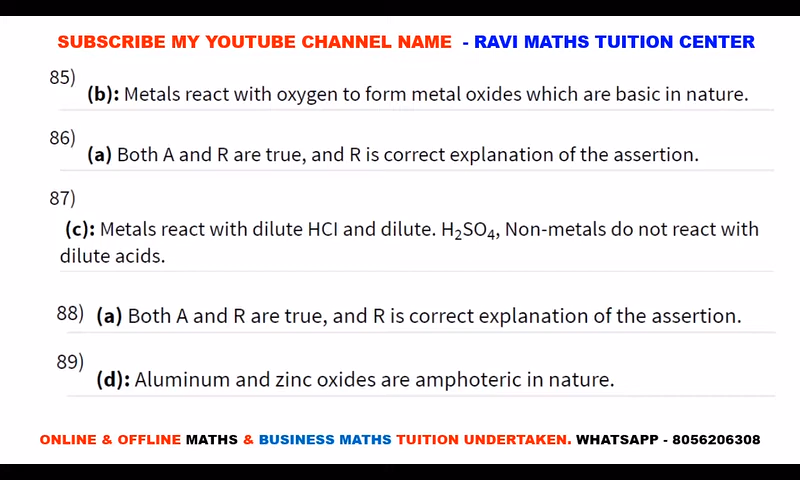 SUBSCRIBE MY YOUTUBE CHANNEL NAME - RAVI MATHS TUITION CENTER
85)
(b): Metals react with oxygen to form metal oxides which are basic in nature.
86)
(a) Both A and R are true, and R is correct explanation of the assertion.
87)
(c): Metals react with dilute HCI and dilute. H₂SO₄, Non-metals do not react with
dilute acids.
88) (a) Both A and R are true, and R is correct explanation of the assertion.
89)
(d): Aluminum and zinc oxides are amphoteric in nature.
ONLINE & OFFLINE MATHS & BUSINESS MATHS TUITION UNDERTAKEN. WHATSAPP - 8056206308